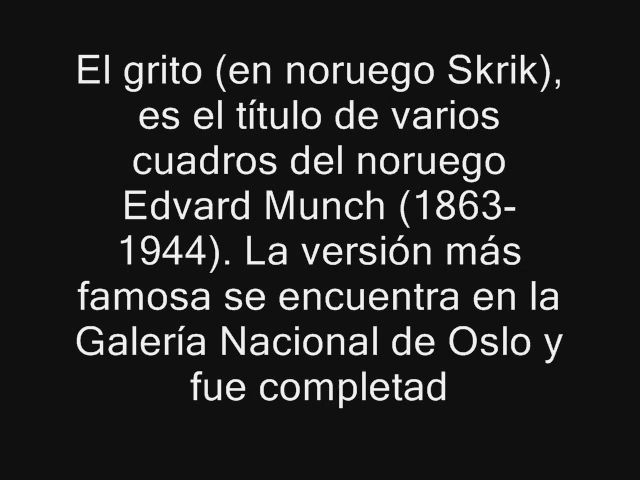 El grito (en noruego Skrik),
es el título de varios
cuadros del noruego
Edvard Munch (1863-
1944). La versión más
famosa se encuentra en la
Galería Nacional de Oslo y
fue completad